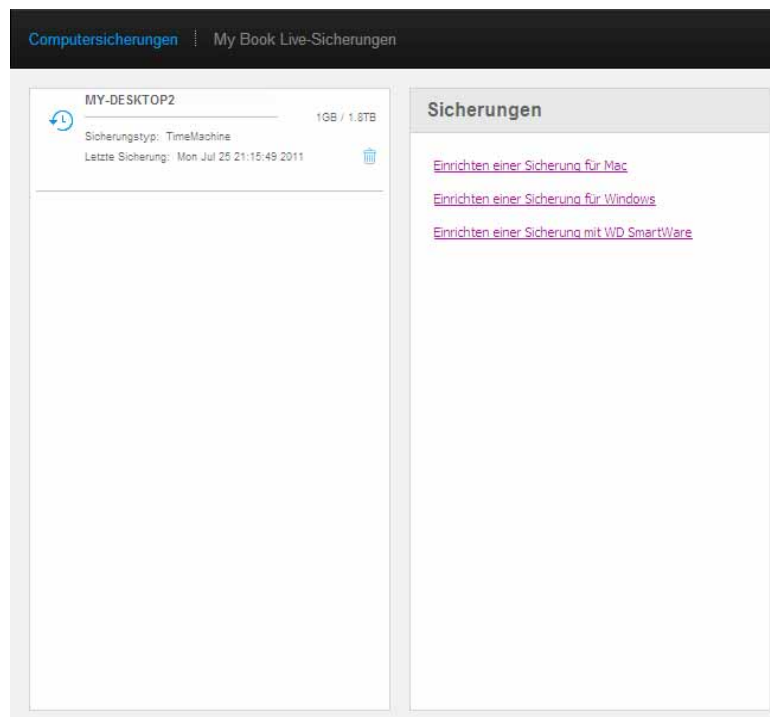 Computersicherungen
My Book Live-Sicherungen
MY-DESKTOP2
1GB / 1.8TB
Sicherungstyp: TimeMachine
Letzte Sicherung: Mon Jul 25 21:15:49 2011
Sicherungen
Einrichten einer Sicherung für Mac
Einrichten einer Sicherung für Windows
Einrichten einer Sicherung mit WD SmartWare